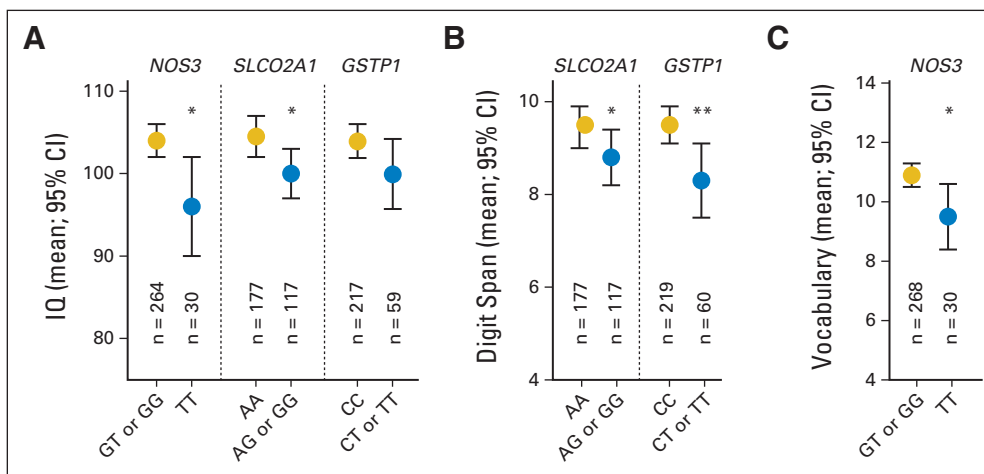 A
NOS3 SLCO2A1 GSTP1
IQ (mean; 95% CI)
110
100
90
80
* *
n = 264
n = 30
n = 177
n = 117
n = 217
n = 59
GT or GG
TT
AA
AG or GG
CC
CT or TT
B
SLCO2A1 GSTP1
Digit Span (mean; 95% CI)
10
8
6
4
* **
n = 177
n = 117
n = 219
n = 60
AA
AG or GG
CC
CT or TT
C
NOS3
Vocabulary (mean; 95% CI)
14
12
10
8
6
4
*
n = 268
n = 30
GT or GG
TT